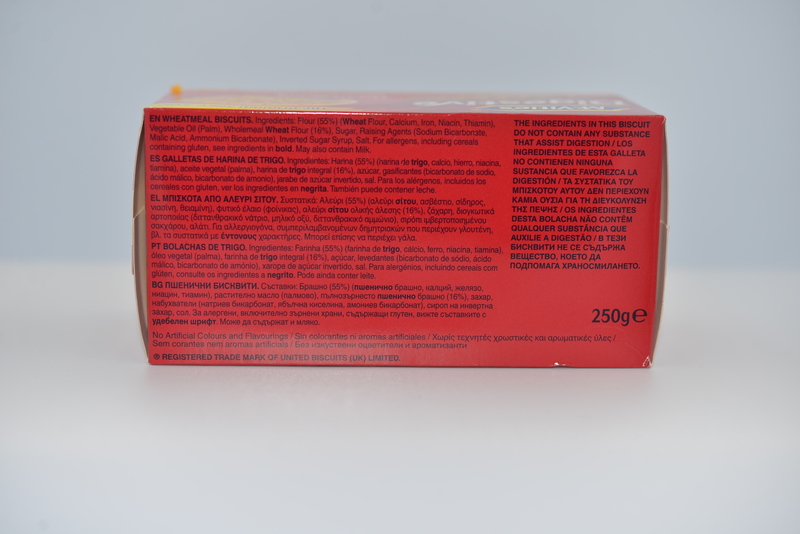 EN WHEATMEAL BISCUITS. Ingredients: Flour (55%) (Wheat Flour, Calcium, Iron, Niacin, Thiamin),
Vegetable Oil (Palm), Wholemeal Wheat Flour (16%), Sugar, Raising Agents (Sodium Bicarbonate,
Malic Acid, Ammonium Bicarbonate), Inverted Sugar Syrup, Salt. For allergens, including cereals
containing gluten, see ingredients in bold. May also contain Milk.
ES GALLETAS DE HARINA DE TRIGO. Ingredientes: Harina (55%) (harina de trigo, calcio, hierro, niacina,
tiamina), aceite vegetal (palma), harina de trigo integral (16%), azúcar, gasificantes (bicarbonato de sodio,
ácido málico, bicarbonato de amonio), jarabe de azúcar invertido, sal. Para los alérgenos, incluidos los
cereales con gluten, ver los ingredientes en negrita. También puede contener leche.
EL ΜΠΙΣΚΟΤΑ ΑΠΟ ΑΛΕΥΡΙ ΣΙΤΟΥ. Συστατικά: Αλεύρι (55%) (αλεύρι σίτου, ασβέστιο, σίδηρος,
νιασίνη, θειαμίνη), φυτικό έλαιο (φοίνικας), αλεύρι σίτου ολικής άλεσης (16%), ζάχαρη, διογκωτικά
αρτοποιίας (διττανθρακικό νάτριο, μηλικό οξύ, διττανθρακικό αμμώνιο), σιρόπι ιμβερτοποιημένου
σακχάρου, αλάτι. Για αλλεργιογόνα, συμπεριλαμβανομένων δημητριακών που περιέχουν γλουτένη,
βλ. τα συστατικά με έντονους χαρακτήρες. Μπορεί επίσης να περιέχει γάλα.
PT BOLACHAS DE TRIGO. Ingredientes: Farinha (55%) (farinha de trigo, cálcio, ferro, niacina, tiamina),
óleo vegetal (palma), farinha de trigo integral (16%), açúcar, levedantes (bicarbonato de sódio, ácido
málico, bicarbonato de amónio), xarope de açúcar invertido, sal. Para alergénios, incluindo cereais com
glúten, consulte os ingredientes a negrito. Pode ainda conter leite.
BG ПШЕНИЧНИ БИСКВИТИ. Съставки: Брашно (55%) (пшенично брашно, калций, желязо,
ниацин, тиамин), растително масло (палмово), пълнозърнесто пшенично брашно (16%), захар,
набухватели (натриев бикарбонат, ябълчна киселина, амониев бикарбонат), сироп на инвертна
захар, сол. За алергени, включително зърнени храни, съдържащи глутен, вижте съставките с
удебелен шрифт. Може да съдържат и мляко.
No Artificial Colours and Flavourings / Sin colorantes ni aromas artificiales / Χωρίς τεχνητές χρωστικές και αρωματικές ύλες /
Sem corantes nem aromas artificiais / Без изкуствени оцветители и ароматизанти
® REGISTERED TRADE MARK OF UNITED BISCUITS (UK) LIMITED.
THE INGREDIENTS IN THIS BISCUIT
DO NOT CONTAIN ANY SUBSTANCE
THAT ASSIST DIGESTION / LOS
INGREDIENTES DE ESTA GALLETA
NO CONTIENEN NINGUNA
SUSTANCIA QUE FAVOREZCA LA
DIGESTIÓN / ΤΑ ΣΥΣΤΑΤΙΚΑ ΤΟΥ
ΜΠΙΣΚΟΤΟΥ ΑΥΤΟΥ ΔΕΝ ΠΕΡΙΕΧΟΥΝ
ΚΑΜΙΑ ΟΥΣΙΑ ΓΙΑ ΤΗ ΔΙΕΥΚΟΛΥΝΣΗ
ΤΗΣ ΠΕΨΗΣ / OS INGREDIENTES
DESTA BOLACHA NÃO CONTÉM
QUALQUER SUBSTÂNCIA QUE
AUXILIE A DIGESTÃO / В ТЕЗИ
БИСКВИТИ НЕ СЕ СЪДЪРЖА
ВЕЩЕСТВО, КОЕТО ДА
ПОДПОМАГА ХРАНОСМИЛАНЕТО.
250g℮